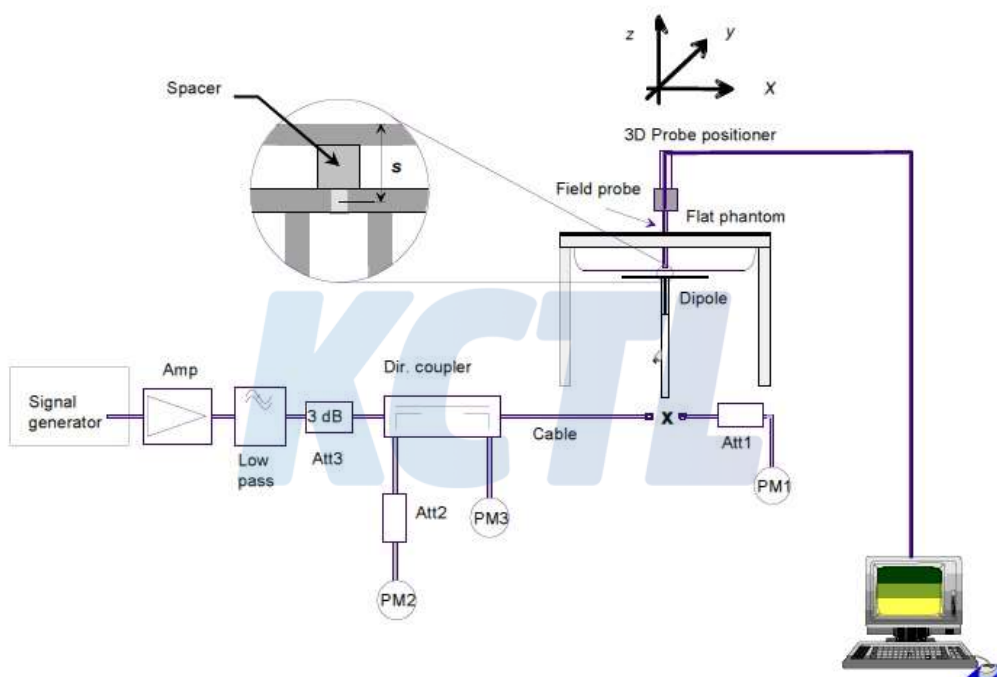 z
y
X
Spacer
3D Probe positioner
s
Field probe
Flat phantom
Dipole
KCTL
Signal
generator
Amp
Low
pass
3 dB
Att3
Dir. coupler
Cable
x
Att1
PM1
Att2
PM3
PM2